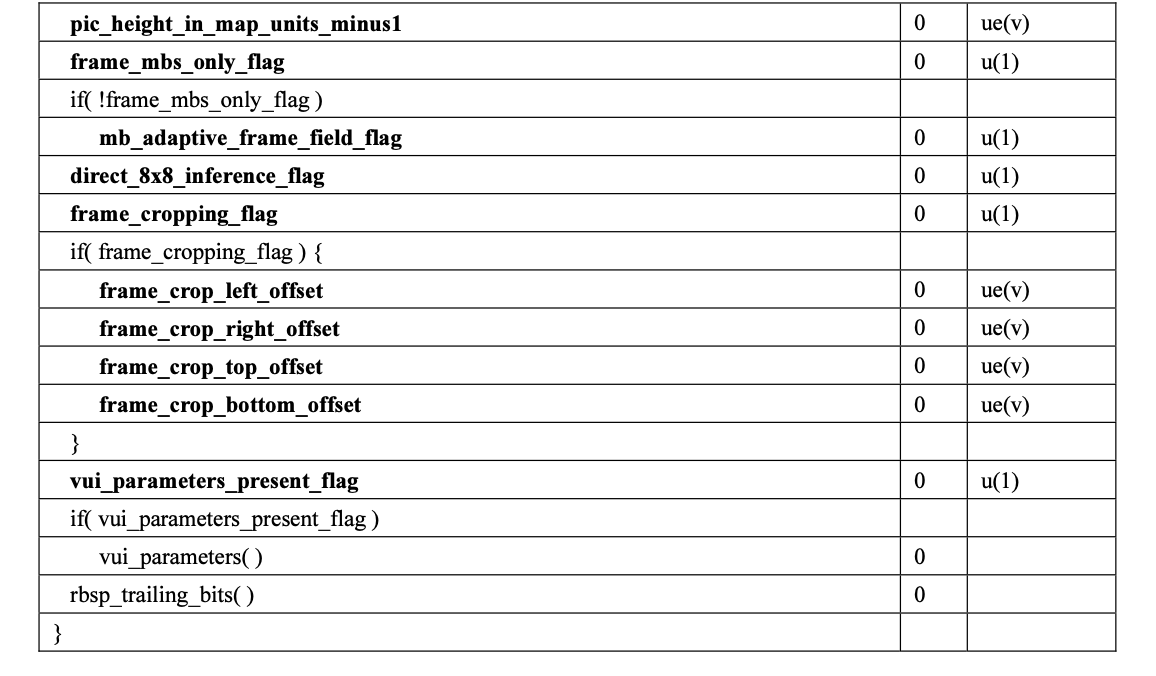 pic_height_in_map_units_minus1 0 ue(v)
frame_mbs_only_flag 0 u(1)
if( !frame_mbs_only_flag )
mb_adaptive_frame_field_flag 0 u(1)
direct_8x8_inference_flag 0 u(1)
frame_cropping_flag 0 u(1)
if( frame_cropping_flag ) {
frame_crop_left_offset 0 ue(v)
frame_crop_right_offset 0 ue(v)
frame_crop_top_offset 0 ue(v)
frame_crop_bottom_offset 0 ue(v)
}
vui_parameters_present_flag 0 u(1)
if( vui_parameters_present_flag )
vui_parameters( ) 0
rbsp_trailing_bits( ) 0
}